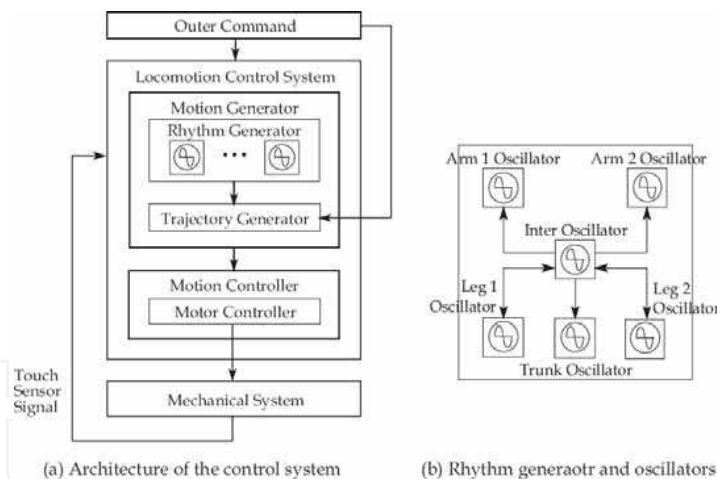 Outer Command
Locomotion Control System
Motion Generator
Rhythm Generator
Trajectory Generator
Motion Controller
Motor Controller
Mechanical System
Touch
Sensor
Signal
(a) Architecture of the control system
Arm 1 Oscillator
Arm 2 Oscillator
Inter Oscillator
Leg 1
Oscillator
Leg 2
Oscillator
Trunk Oscillator
(b) Rhythm generaotr and oscillators